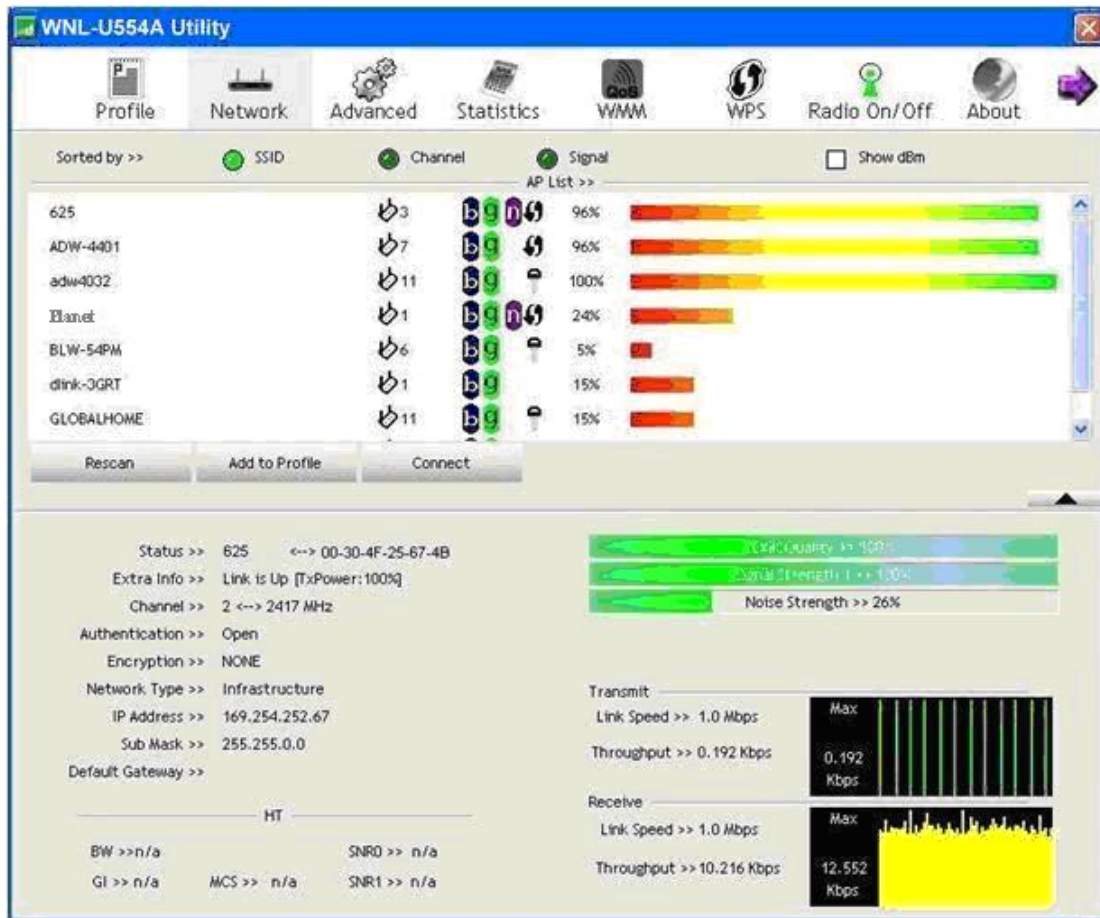 WNL-U554A Utility
Profile Network Advanced Statistics WMM WPS Radio On/Off About
Sorted by >> SSID Channel Signal Show dBm
AP List >>
625 3 b g n 96%
ADW-4401 7 b g 96%
adw4032 11 b g 100%
Planet 1 b g n 24%
BLW-54PM 6 b g 5%
dlink-3GRT 1 b g 15%
GLOBALHOME 11 b g 15%
Rescan Add to Profile Connect
Status >> 625 <--> 00-30-4F-25-67-4B
Extra Info >> Link is Up [TxPower:100%]
Channel >> 2 <--> 2417 MHz
Authentication >> Open
Encryption >> NONE
Network Type >> Infrastructure
IP Address >> 169.254.252.67
Sub Mask >> 255.255.0.0
Default Gateway >>
HT
BW >>n/a SNR0 >> n/a
GI >> n/a MCS >> n/a SNR1 >> n/a
Quality >> 100%
Signal Strength 1 >> 100%
Noise Strength >> 26%
Transmit
Link Speed >> 1.0 Mbps
Throughput >> 0.192 Kbps
Max
0.192
Kbps
Receive
Link Speed >> 1.0 Mbps
Throughput >> 10.216 Kbps
Max
12.552
Kbps